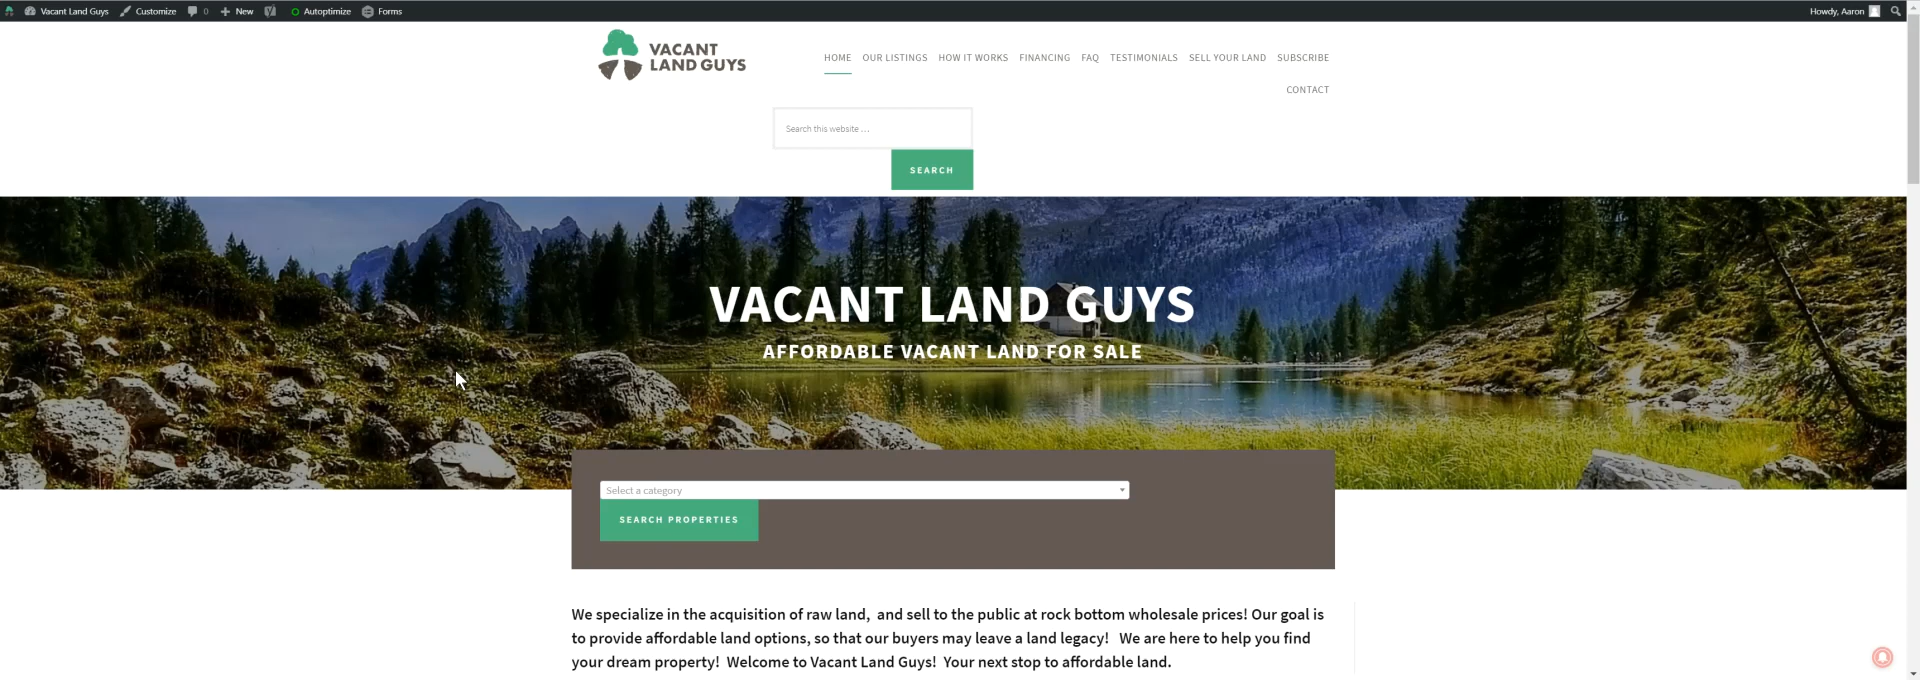 Vacant Land Guys Customize 0 New Autoptimize Forms Howdy, Aaron
VACANT
LAND GUYS
HOME OUR LISTINGS HOW IT WORKS FINANCING FAQ TESTIMONIALS SELL YOUR LAND SUBSCRIBE
CONTACT
Search this website ...
SEARCH
VACANT LAND GUYS
AFFORDABLE VACANT LAND FOR SALE
Select a category
SEARCH PROPERTIES
We specialize in the acquisition of raw land, and sell to the public at rock bottom wholesale prices! Our goal is
to provide affordable land options, so that our buyers may leave a land legacy! We are here to help you find
your dream property! Welcome to Vacant Land Guys! Your next stop to affordable land.